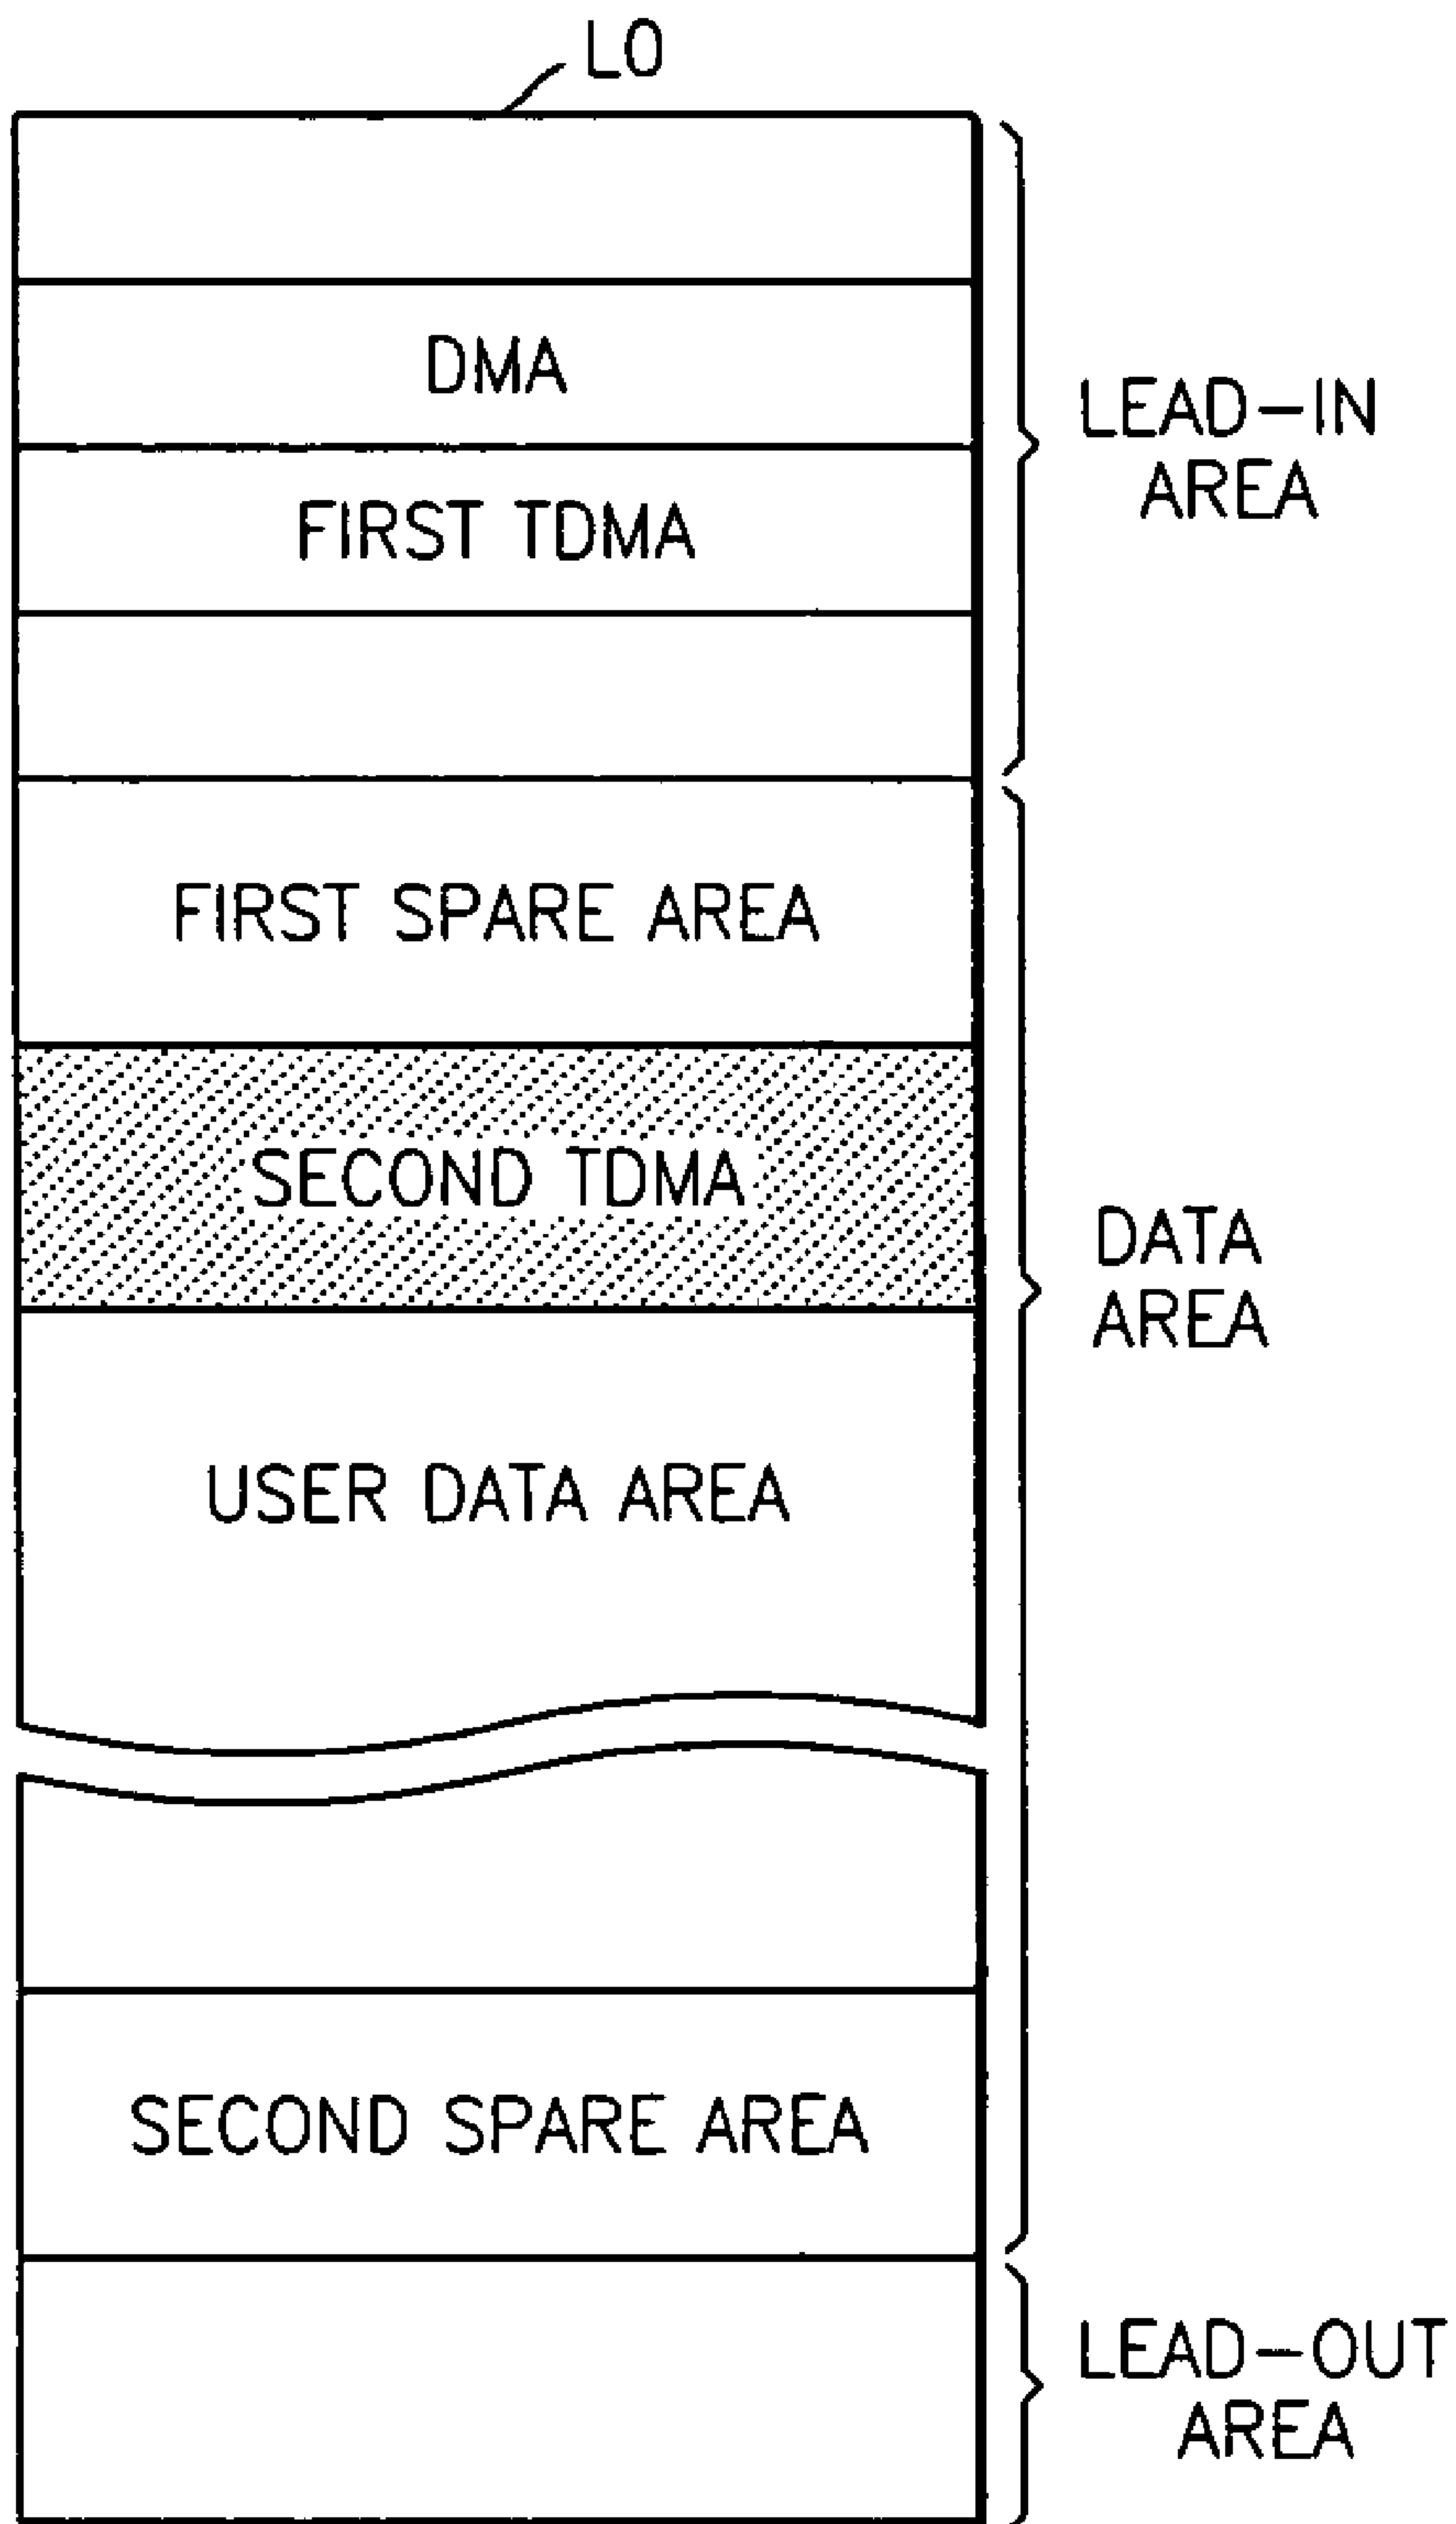 L0
DMA
FIRST TDMA
LEAD-IN
AREA
FIRST SPARE AREA
SECOND TDMA
DATA
AREA
USER DATA AREA
SECOND SPARE AREA
LEAD-OUT
AREA